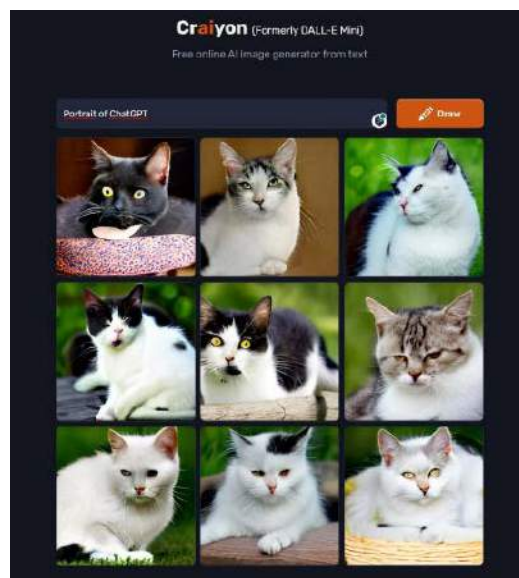 Craiyon (Formerly DALL-E Mini)
Free online AI image generator from text
Portrait of ChatGPT
Draw